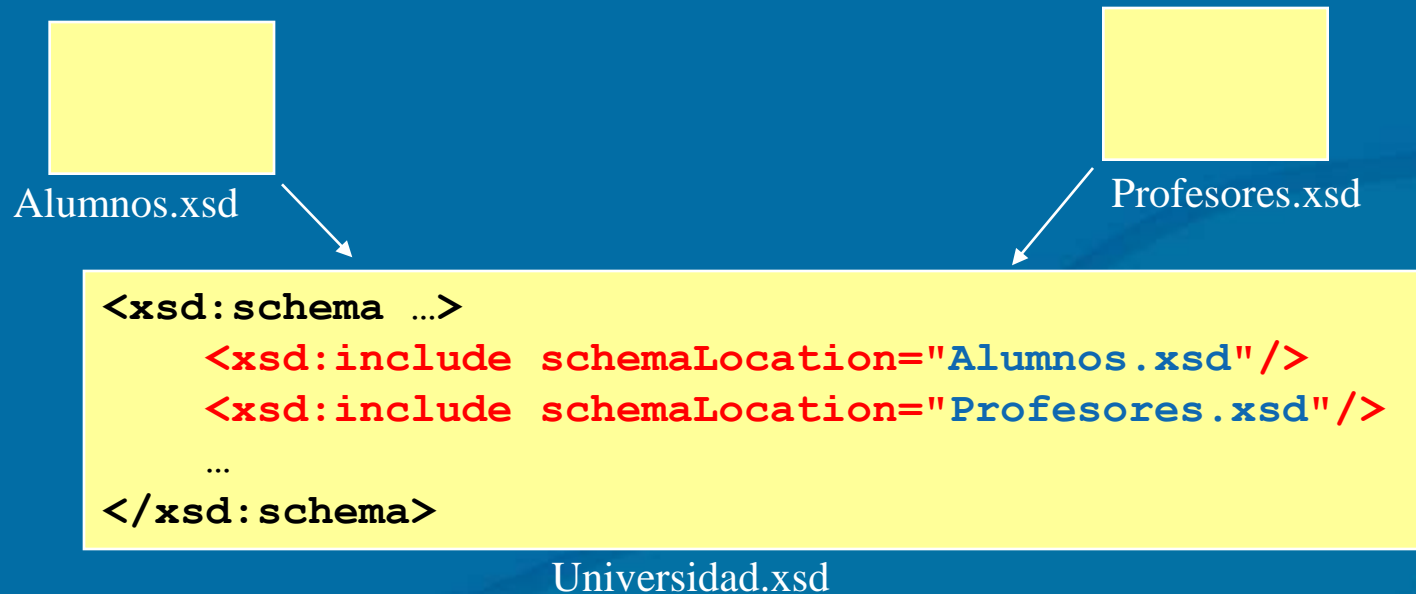 Alumnos.xsd
Profesores.xsd
<xsd:schema …>
<xsd:include schemaLocation="Alumnos.xsd"/>
<xsd:include schemaLocation="Profesores.xsd"/>
…
</xsd:schema>
Universidad.xsd